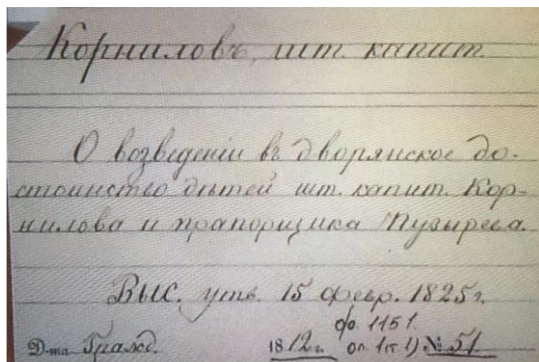 Корниловъ, шт. капит.
О возведеніи въ дворянское до-
стоинство дѣтей шт. капит. Кор-
нилова и прапорщика Пузырева.
Выс. утв. 15 февр. 1825 г.
ф. 1151
Д-та Гражд. 1812 г. оп. 1 (т. 1) № 51.